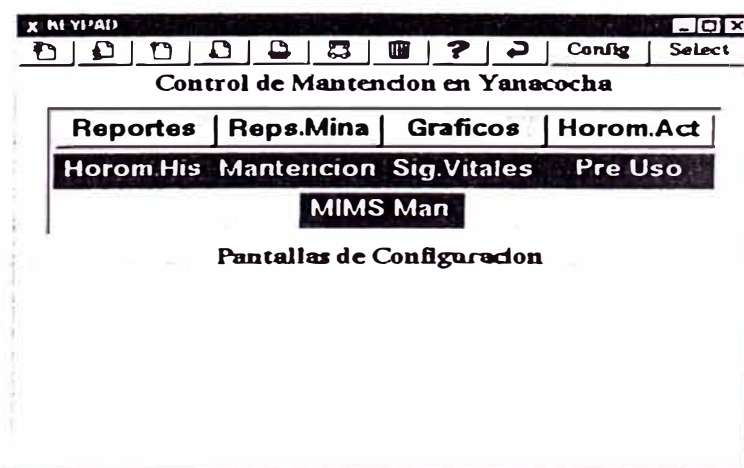 X KEYPAD
? Config Select
Control de Mantencion en Yanacocha
Reportes Reps.Mina Graficos Horom.Act
Horom.His Mantencion Sig.Vitales Pre Uso
MIMS Man
Pantallas de Configuracion